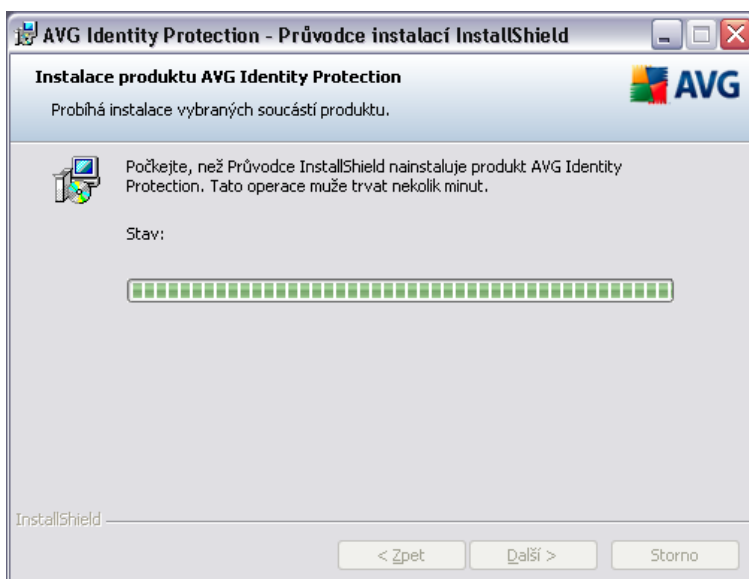 AVG Identity Protection - Průvodce instalací InstallShield
Instalace produktu AVG Identity Protection
AVG
Probíhá instalace vybraných soucástí produktu.
Počkejte, než Průvodce InstallShield nainstaluje produkt AVG Identity
Protection. Tato operace muže trvat nekolik minut.
Stav:
InstallShield
< Zpet
Další >
Storno